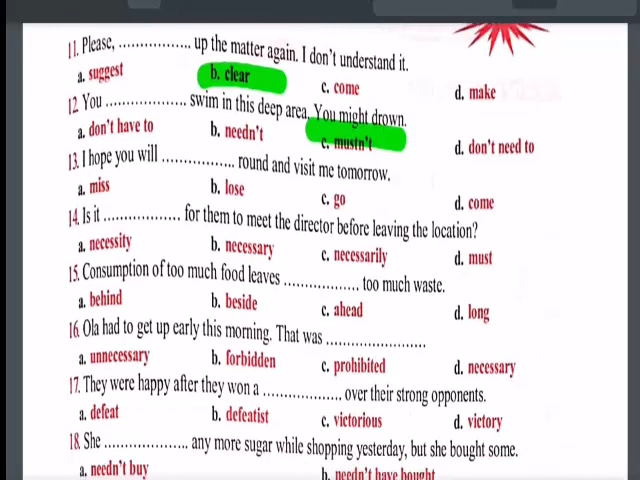 11. Please, .................. up the matter again. I don't understand it.
a. suggest b. clear c. come d. make
12. You .................... swim in this deep area. You might drown.
a. don't have to b. needn't c. mustn't d. don't need to
13. I hope you will .................. round and visit me tomorrow.
a. miss b. lose c. go d. come
14. Is it ................... for them to meet the director before leaving the location?
a. necessity b. necessary c. necessarily d. must
15. Consumption of too much food leaves .................. too much waste.
a. behind b. beside c. ahead d. long
16. Ola had to get up early this morning. That was .........................
a. unnecessary b. forbidden c. prohibited d. necessary
17. They were happy after they won a ................... over their strong opponents.
a. defeat b. defeatist c. victorious d. victory
18. She .................... any more sugar while shopping yesterday, but she bought some.
a. needn't buy b. needn't have bought